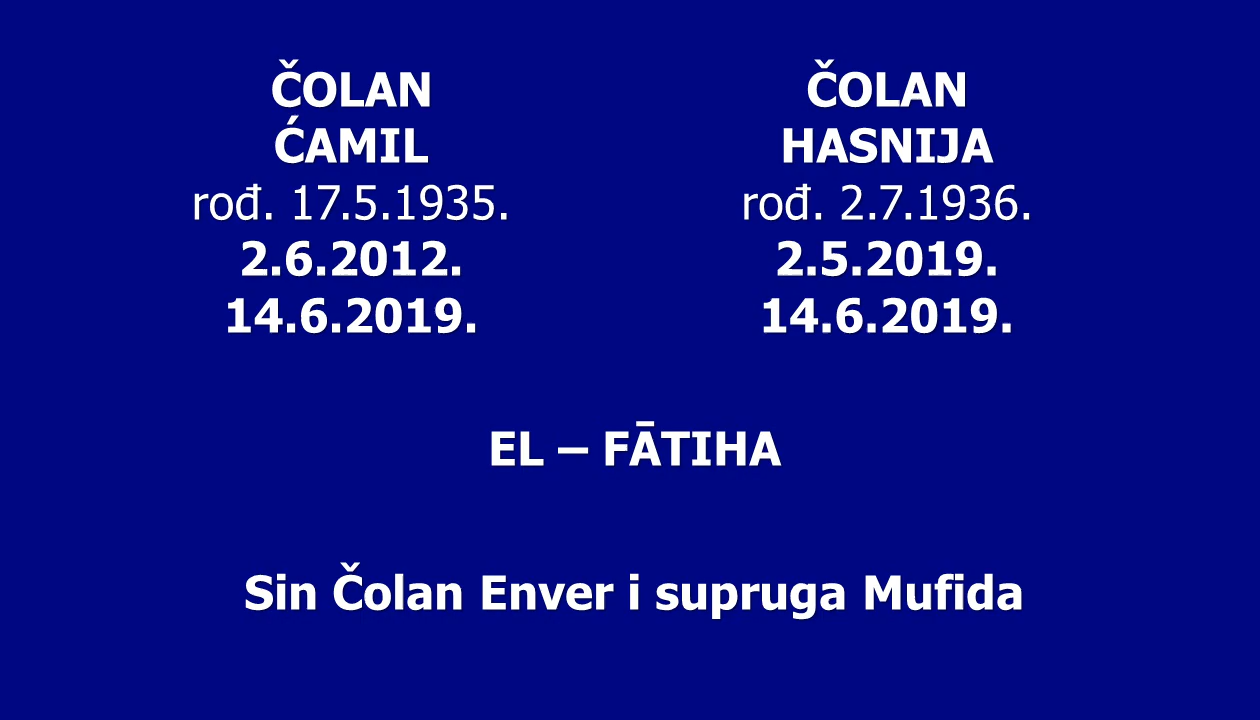 ČOLAN
ĆAMIL
rođ. 17.5.1935.
2.6.2012.
14.6.2019.
ČOLAN
HASNIJA
rođ. 2.7.1936.
2.5.2019.
14.6.2019.
EL – FĀTIHA
Sin Čolan Enver i supruga Mufida